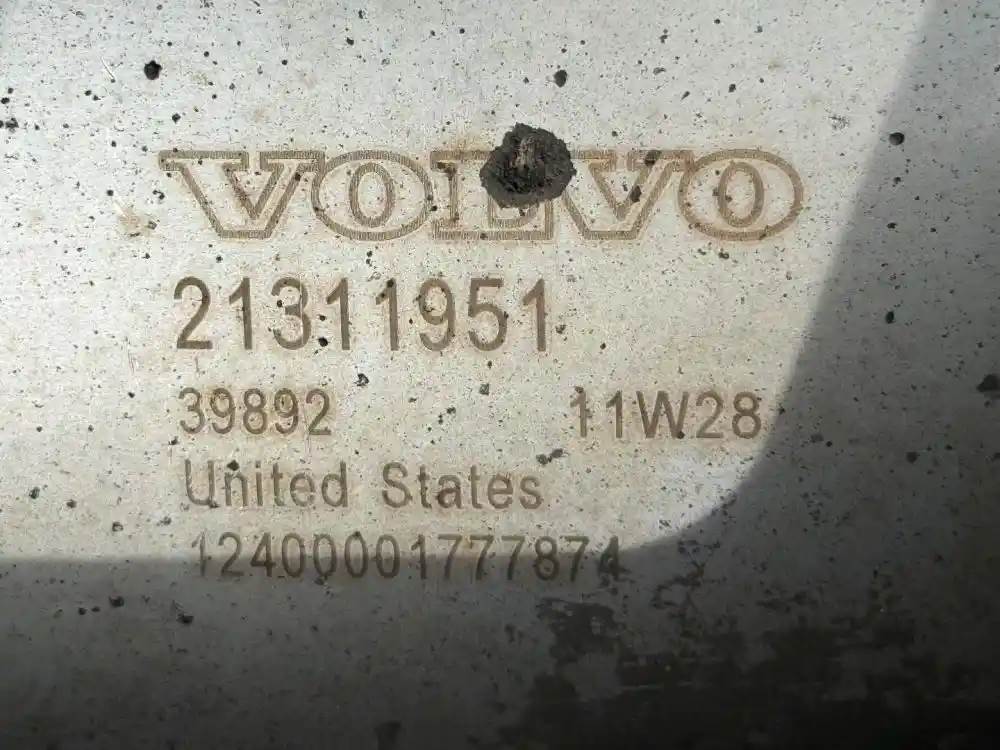 VOLVO
21311951
39892 11W28
United States
12400001777874